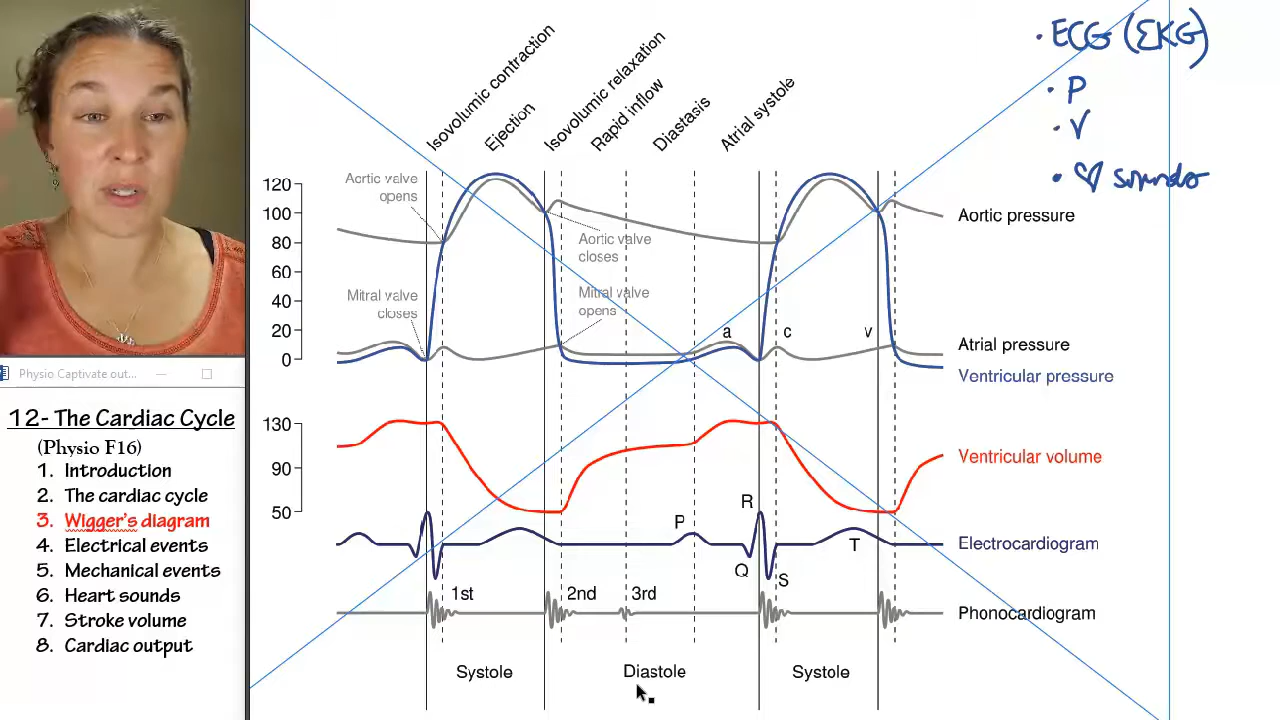 Isovolumic contraction
Ejection
Isovolumic relaxation
Rapid inflow
Diastasis
Atrial systole
• ECG (EKG)
• P
• V
• ♡ sounds
120
100
80
60
40
20
0
Aortic valve
opens
Aortic valve
closes
Mitral valve
closes
Mitral valve
opens
a
c
v
Aortic pressure
Atrial pressure
Ventricular pressure
130
90
50
Ventricular volume
P
R
Q
S
T
Electrocardiogram
1st
2nd
3rd
Phonocardiogram
Systole
Diastole
Systole
Physio Captivate out...
12- The Cardiac Cycle
(Physio F16)
1. Introduction
2. The cardiac cycle
3. Wigger's diagram
4. Electrical events
5. Mechanical events
6. Heart sounds
7. Stroke volume
8. Cardiac output